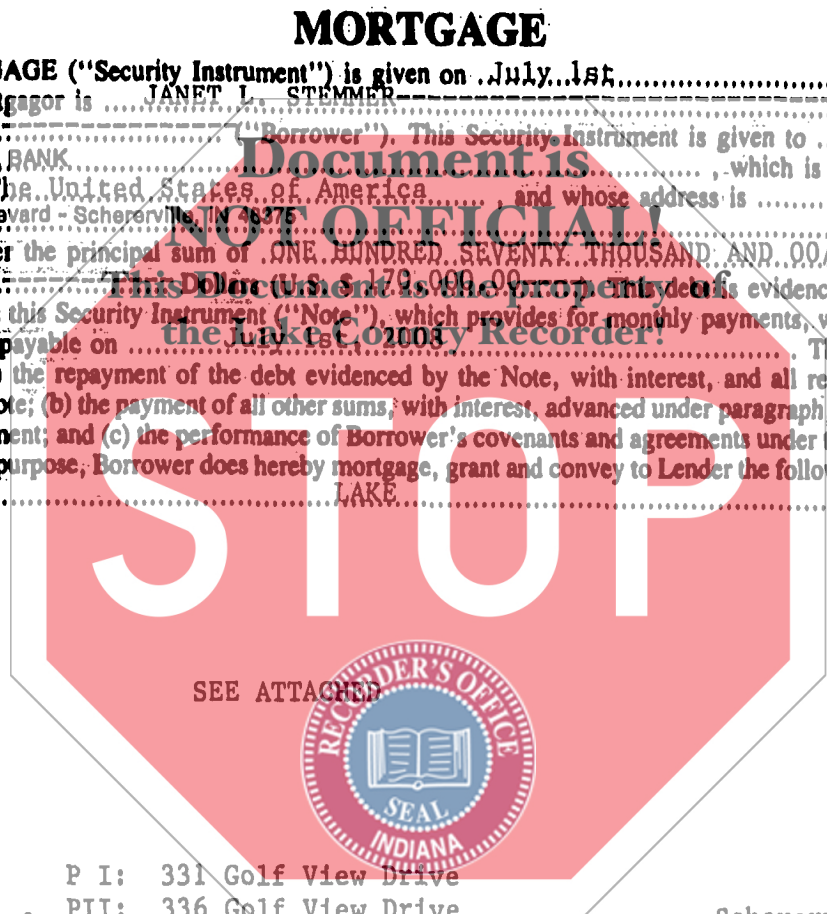 MORTGAGE
GAGE ("Security Instrument") is given on ..July..1st..
gagor is ..... JANET L. STEMMER
("Borrower"). This Security Instrument is given to ..
BANK ............ , which is
he United States of America , and whose address is ........
evard - Schererville, IN 46375
Document is
NOT OFFICIAL!
r the principal sum of ONE HUNDRED SEVENTY THOUSAND AND 00/
This Document is the property of
the Lake County Recorder!
Dollars (U.S. $ 170,000.00 ). This debt is evidenc
this Security Instrument ("Note"), which provides for monthly payments, w
payable on ........ July 1st, 2008 ........
the repayment of the debt evidenced by the Note, with interest, and all re
te; (b) the payment of all other sums, with interest, advanced under paragraph
ent; and (c) the performance of Borrower's covenants and agreements under
purpose, Borrower does hereby mortgage, grant and convey to Lender the follo
LAKE
STOP
SEE ATTACHED
RECORDER'S OFFICE
SEAL
INDIANA
P I: 331 Golf View Drive
PII: 336 Golf View Drive